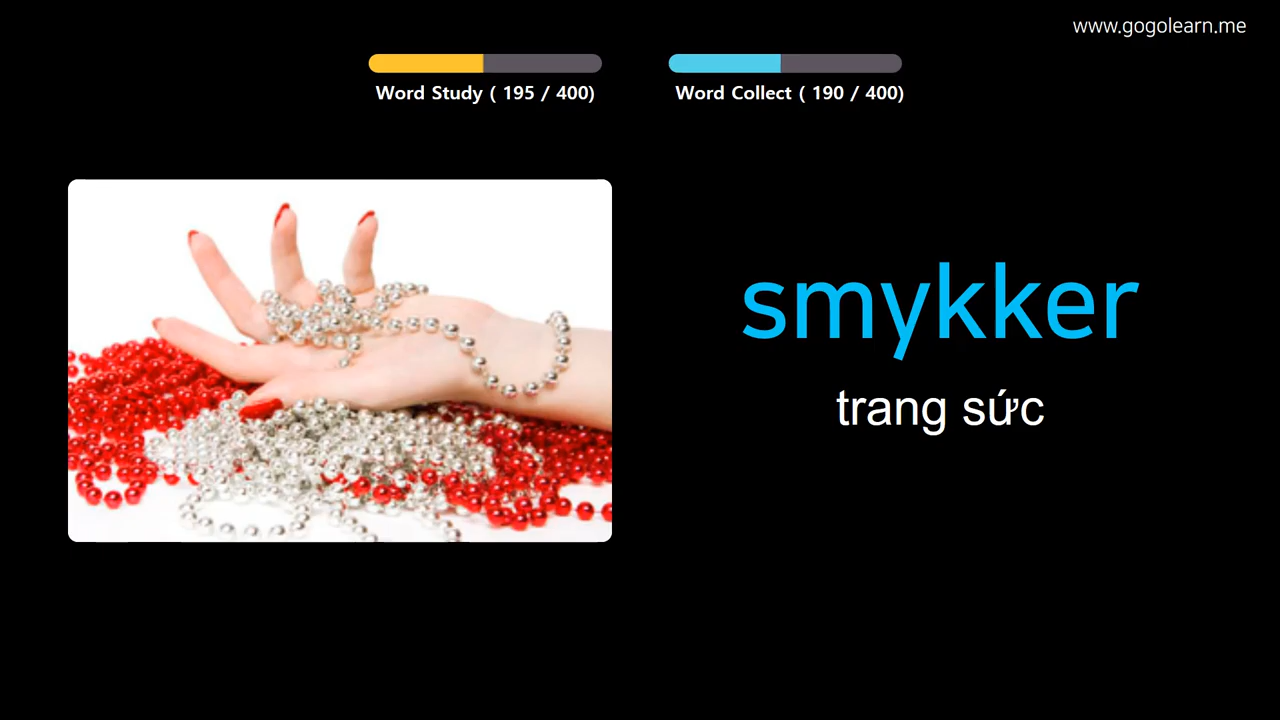 www.gogolearn.me
Word Study ( 195 / 400)
Word Collect ( 190 / 400)
smykker
trang sức